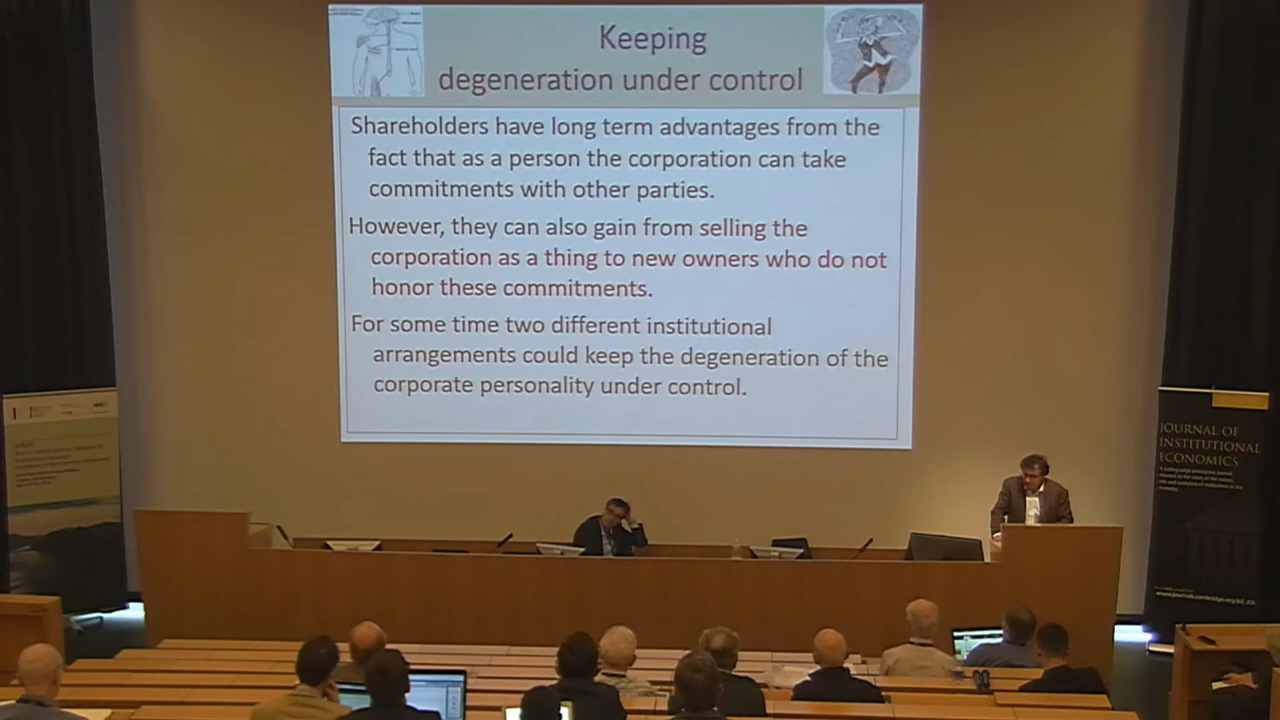 Keeping
degeneration under control
Shareholders have long term advantages from the
fact that as a person the corporation can take
commitments with other parties.
However, they can also gain from selling the
corporation as a thing to new owners who do not
honor these commitments.
For some time two different institutional
arrangements could keep the degeneration of the
corporate personality under control.
JOURNAL OF
INSTITUTIONAL
ECONOMICS